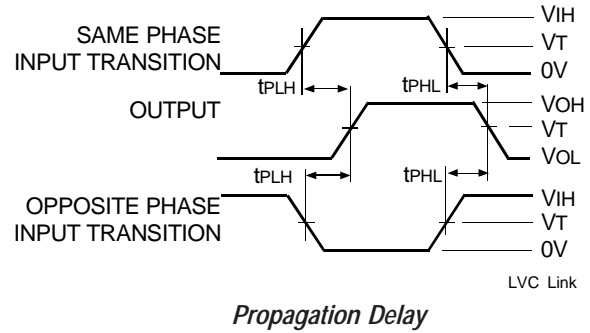 SAME PHASE
INPUT TRANSITION
VIH
VT
0V
tPLH
tPHL
OUTPUT
VOH
VT
VOL
tPLH
tPHL
OPPOSITE PHASE
INPUT TRANSITION
VIH
VT
0V
LVC Link
Propagation Delay